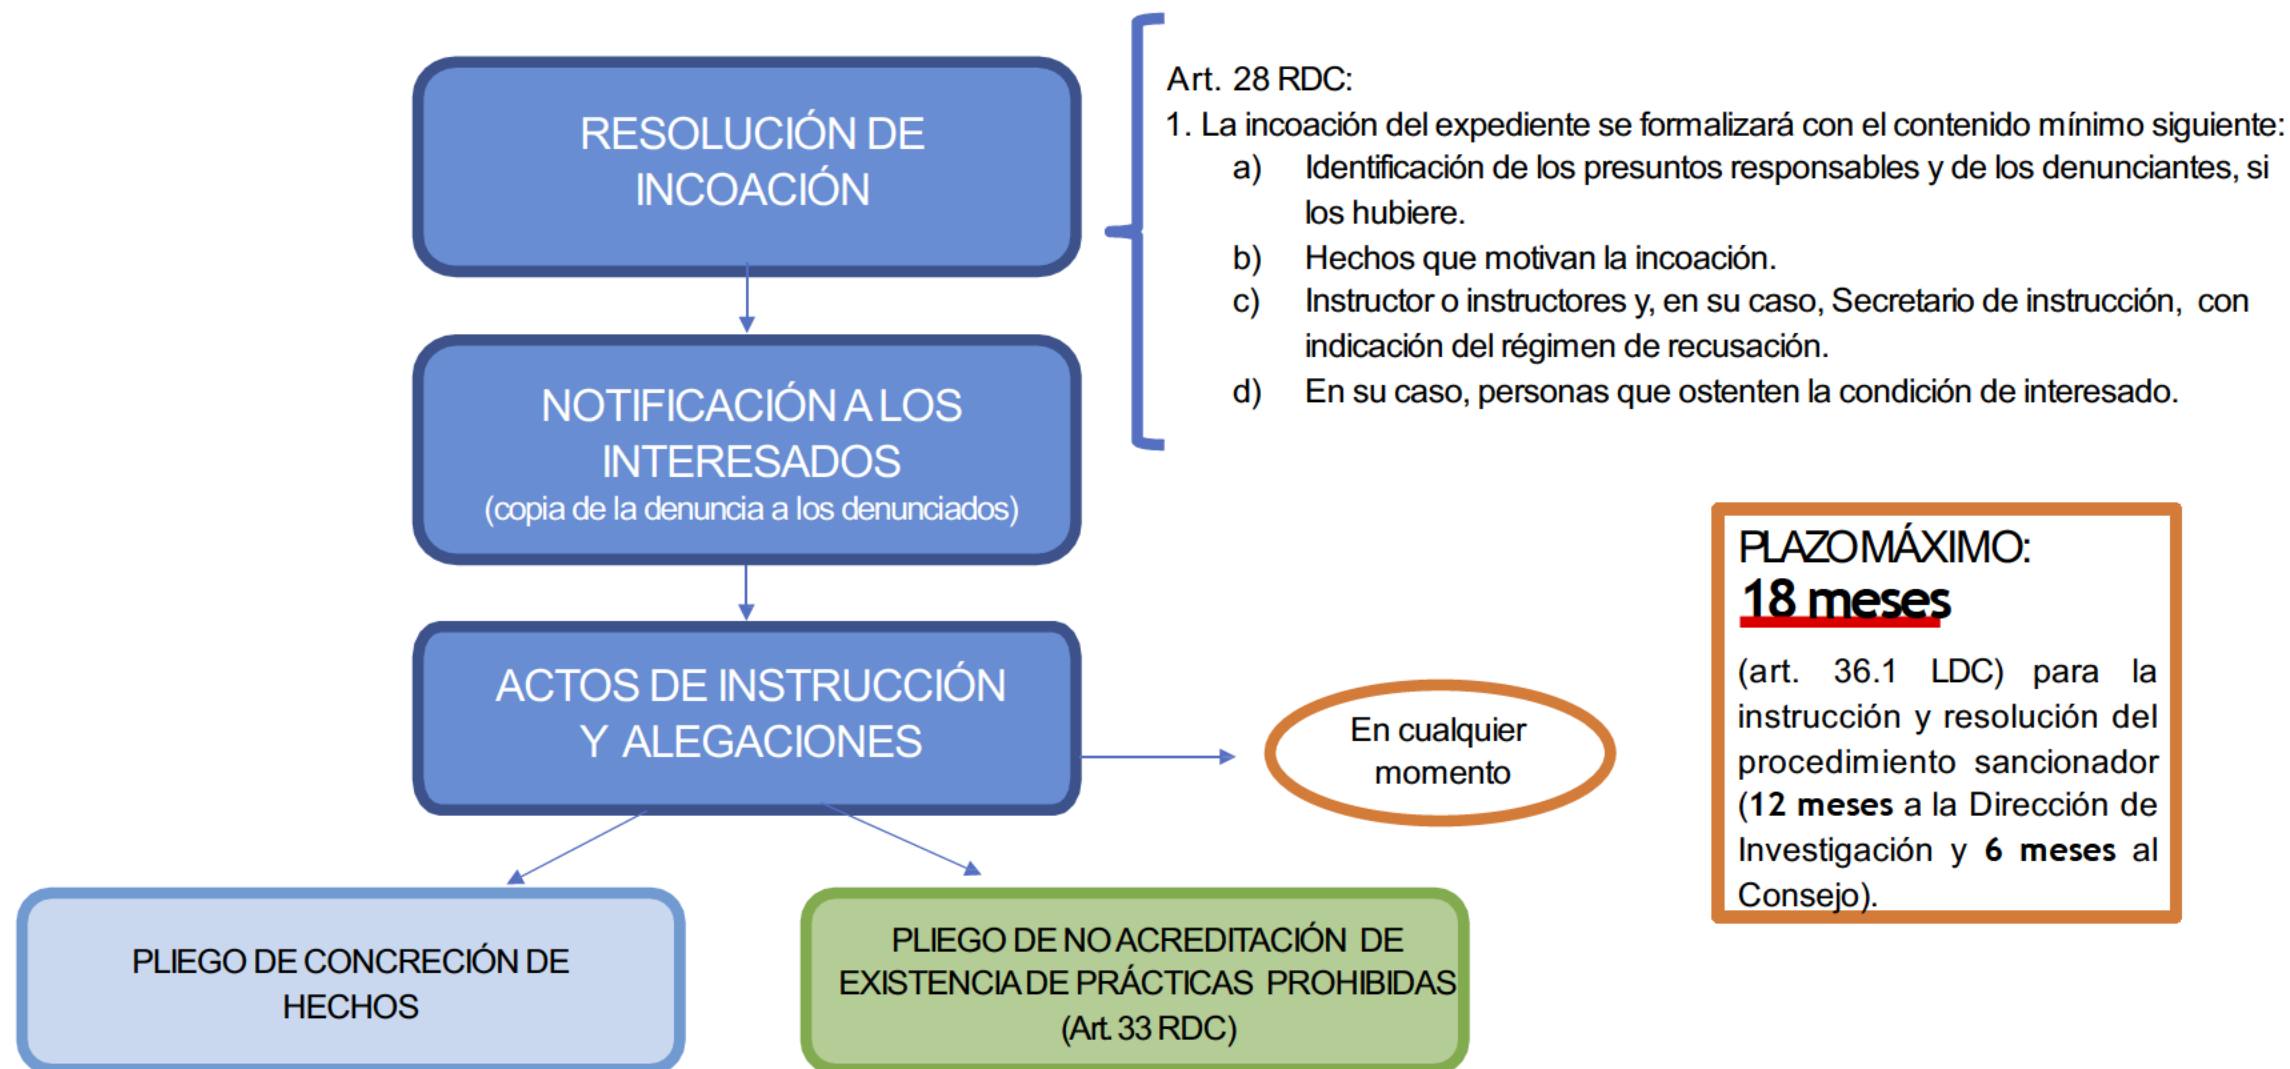 RESOLUCIÓN DE
INCOACIÓN
Art. 28 RDC:
1. La incoación del expediente se formalizará con el contenido mínimo siguiente:
a) Identificación de los presuntos responsables y de los denunciantes, si
los hubiere.
b) Hechos que motivan la incoación.
c) Instructor o instructores y, en su caso, Secretario de instrucción, con
indicación del régimen de recusación.
d) En su caso, personas que ostenten la condición de interesado.
NOTIFICACIÓN A LOS
INTERESADOS
(copia de la denuncia a los denunciados)
ACTOS DE INSTRUCCIÓN
Y ALEGACIONES
En cualquier
momento
PLAZO MÁXIMO:
18 meses
(art. 36.1 LDC) para la
instrucción y resolución del
procedimiento sancionador
(12 meses a la Dirección de
Investigación y 6 meses al
Consejo).
PLIEGO DE CONCRECIÓN DE
HECHOS
PLIEGO DE NO ACREDITACIÓN DE
EXISTENCIA DE PRÁCTICAS PROHIBIDAS
(Art. 33 RDC)